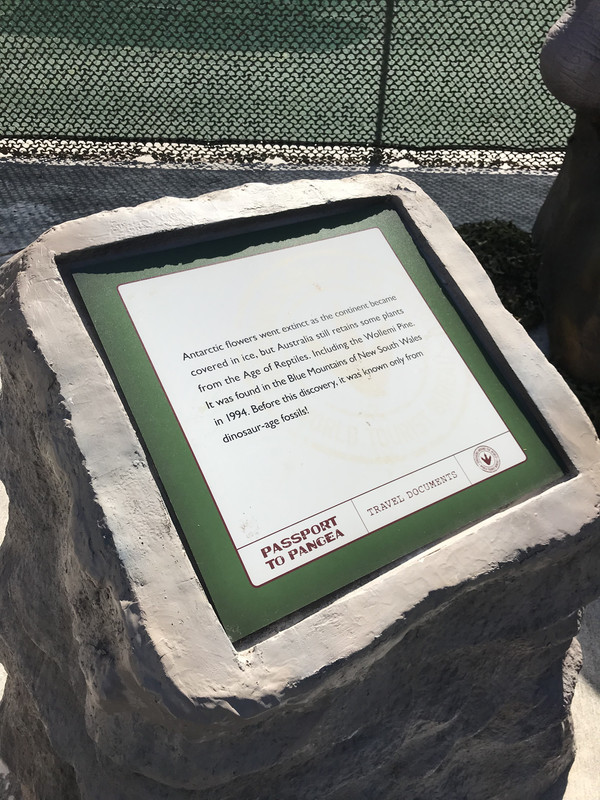 Antarctic flowers went extinct as the continent became
covered in ice, but Australia still retains some plants
from the Age of Reptiles. Including the Wollemi Pine.
It was found in the Blue Mountains of New South Wales
in 1994. Before this discovery, it was known only from
dinosaur-age fossils!
PASSPORT
TO PANGEA
TRAVEL DOCUMENTS